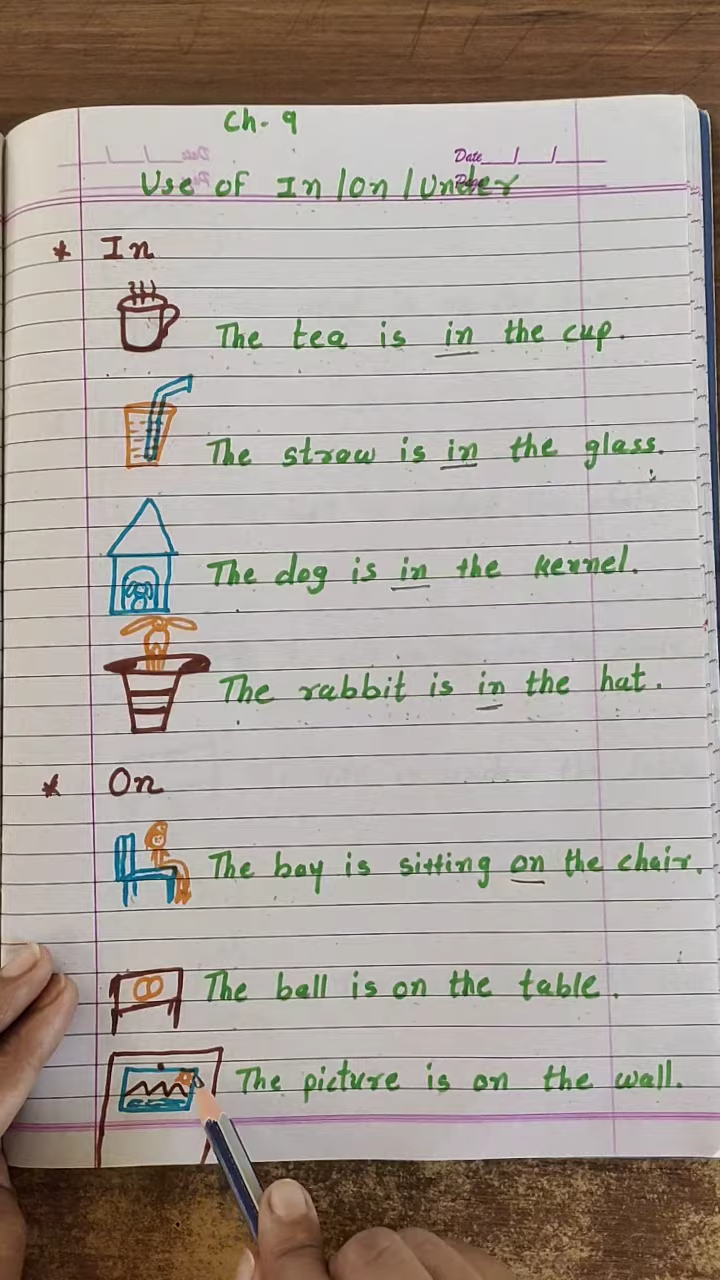 Ch- 9
Date
Use of In/On/Under
* In
The tea is in the cup.
The straw is in the glass.
The dog is in the kernel.
The rabbit is in the hat.
* On
The boy is sitting on the chair.
The ball is on the table.
The picture is on the wall.